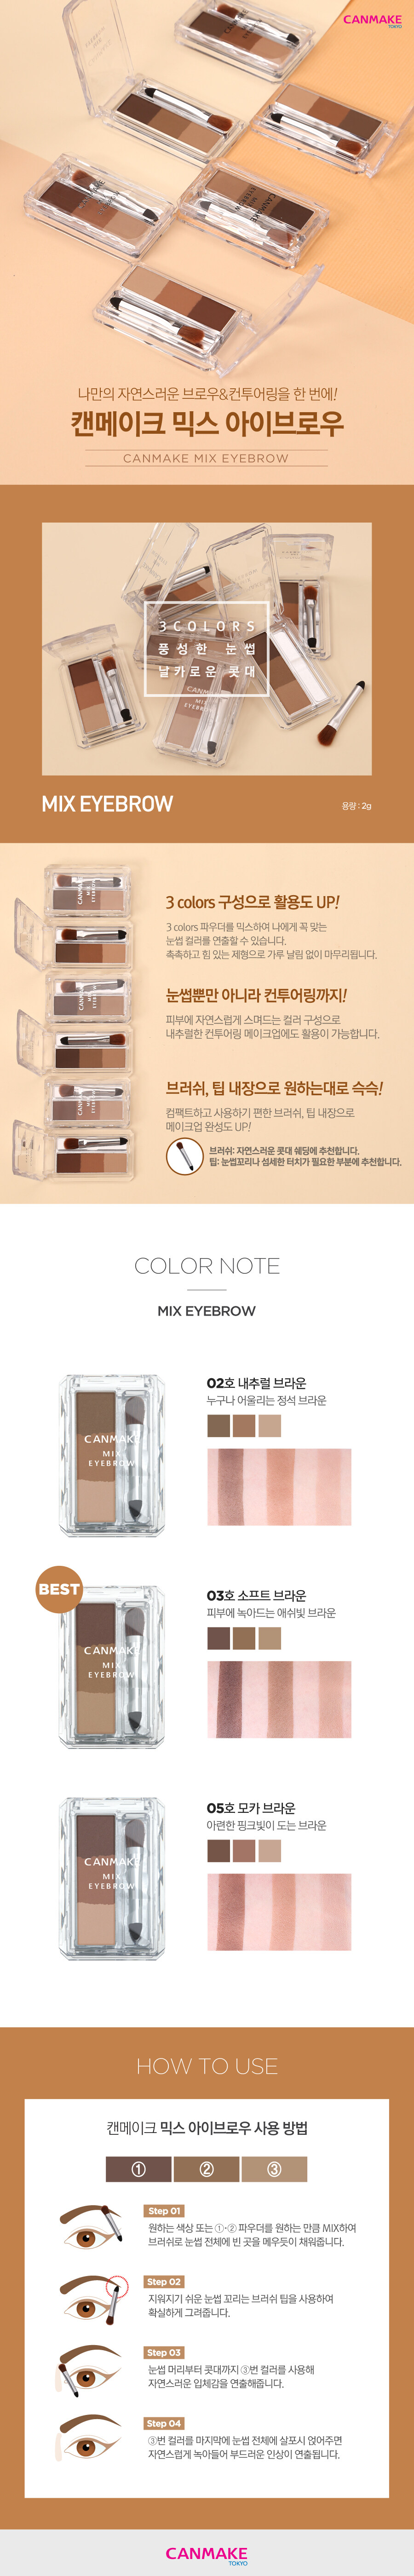 CANMAKE
TOKYO
나만의 자연스러운 브로우&컨투어링을 한 번에!
캔메이크 믹스 아이브로우
CANMAKE MIX EYEBROW
3 COLORS
풍성한 눈썹
날카로운 콧대
MIX EYEBROW
용량 : 2g
3 colors 구성으로 활용도 UP!
3 colors 파우더를 믹스하여 나에게 꼭 맞는
눈썹 컬러를 연출할 수 있습니다.
촉촉하고 힘 있는 제형으로 가루 날림 없이 마무리됩니다.
눈썹뿐만 아니라 컨투어링까지!
피부에 자연스럽게 스며드는 컬러 구성으로
내추럴한 컨투어링 메이크업에도 활용이 가능합니다.
브러쉬, 팁 내장으로 원하는대로 슥슥!
컴팩트하고 사용하기 편한 브러쉬, 팁 내장으로
메이크업 완성도 UP!
브러쉬: 자연스러운 콧대 쉐딩에 추천합니다.
팁: 눈썹꼬리나 섬세한 터치가 필요한 부분에 추천합니다.
COLOR NOTE
MIX EYEBROW
02호 내추럴 브라운
누구나 어울리는 정석 브라운
CANMAKE
MIX
EYEBROW
BEST
03호 소프트 브라운
피부에 녹아드는 애쉬빛 브라운
CANMAKE
MIX
EYEBROW
05호 모카 브라운
아련한 핑크빛이 도는 브라운
CANMAKE
MIX
EYEBROW
HOW TO USE
캔메이크 믹스 아이브로우 사용 방법
① ② ③
Step 01
원하는 색상 또는 ①·② 파우더를 원하는 만큼 MIX하여
브러쉬로 눈썹 전체에 빈 곳을 메우듯이 채워줍니다.
Step 02
지워지기 쉬운 눈썹 꼬리는 브러쉬 팁을 사용하여
확실하게 그려줍니다.
Step 03
눈썹 머리부터 콧대까지 ③번 컬러를 사용해
자연스러운 입체감을 연출해줍니다.
Step 04
③번 컬러를 마지막에 눈썹 전체에 살포시 얹어주면
자연스럽게 녹아들어 부드러운 인상이 연출됩니다.
CANMAKE
TOKYO